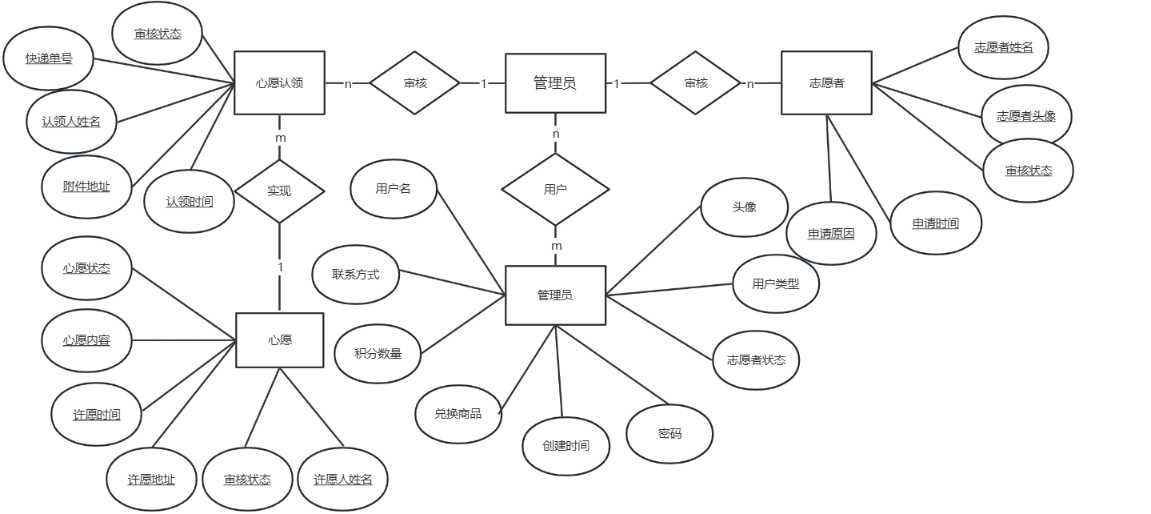 审核状态
快递单号
认领人姓名
附件地址
认领时间
心愿认领
n
审核
1
管理员
1
审核
n
志愿者
志愿者姓名
志愿者头像
审核状态
申请时间
申请原因
m
实现
1
n
用户
m
用户名
联系方式
积分数量
兑换商品
创建时间
密码
管理员
头像
用户类型
志愿者状态
心愿状态
心愿内容
许愿时间
许愿地址
审核状态
许愿人姓名
心愿